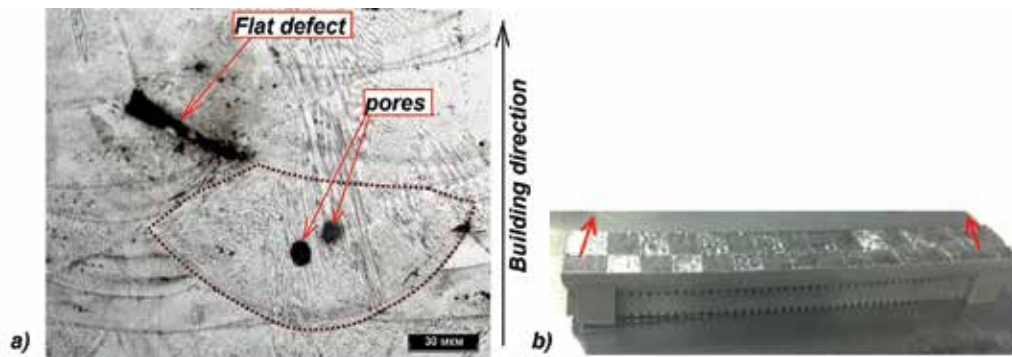 Flat defect
pores
30 мкм
a)
Building direction
b)